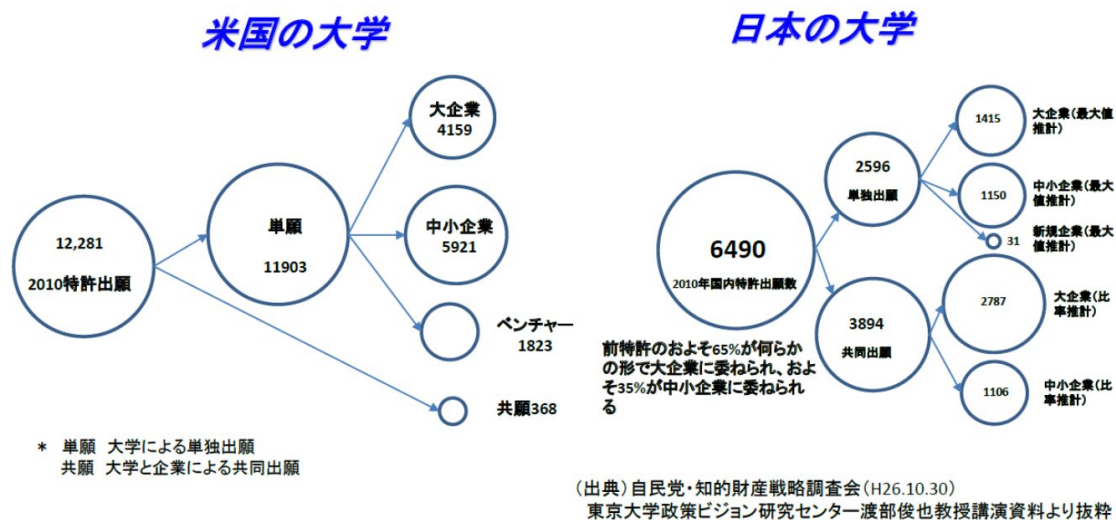 米国の大学
12,281
2010特許出願
単願
11903
大企業
4159
中小企業
5921
ベンチャー
1823
共願368
* 単願 大学による単独出願
共願 大学と企業による共同出願
日本の大学
6490
2010年国内特許出願数
2596
単独出願
3894
共同出願
1415
大企業(最大値
推計)
1150
中小企業(最大
値推計)
31
新規企業(最大
値推計)
2787
大企業(比
率推計)
1106
中小企業(比
率推計)
前特許のおよそ65%が何らか
の形で大企業に委ねられ、およ
そ35%が中小企業に委ねられ
る
(出典)自民党・知的財産戦略調査会(H26.10.30)
東京大学政策ビジョン研究センター渡部俊也教授講演資料より抜粋